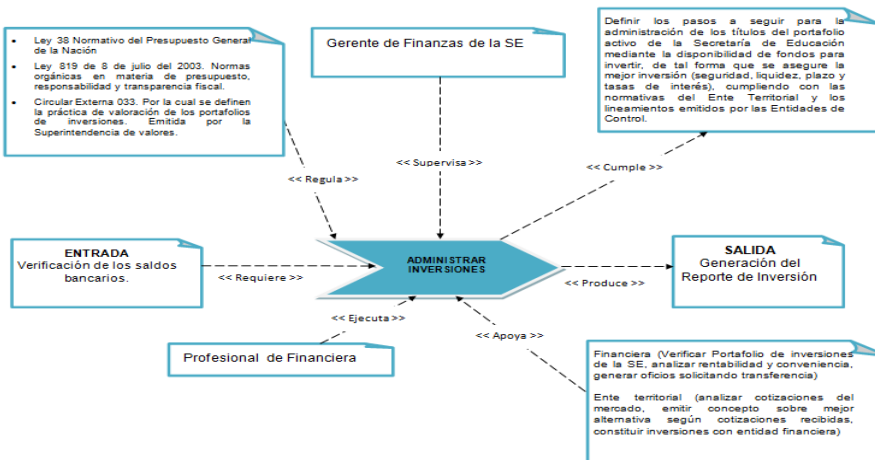 • Ley 38 Normativo del Presupuesto General
de la Nación
• Ley 819 de 8 de julio del 2003. Normas
orgánicas en materia de presupuesto,
responsabilidad y transparencia fiscal.
• Circular Externa 033. Por la cual se definen
la práctica de valoración de los portafolios
de inversiones. Emitida por la
Superintendencia de valores.
Gerente de Finanzas de la SE
Definir los pasos a seguir para la
administración de los títulos del portafolio
activo de la Secretaría de Educación
mediante la disponibilidad de fondos para
invertir, de tal forma que se asegure la
mejor inversión (seguridad, liquidez, plazo y
tasas de interés), cumpliendo con las
normativas del Ente Territorial y los
lineamientos emitidos por las Entidades de
Control.
<< Regula >>
<< Supervisa >>
<< Cumple >>
ENTRADA
Verificación de los saldos
bancarios.
<< Requiere >>
ADMINISTRAR
INVERSIONES
<< Produce >>
SALIDA
Generación del
Reporte de Inversión
<< Ejecuta >>
<< Apoya >>
Profesional de Financiera
Financiera (Verificar Portafolio de inversiones
de la SE, analizar rentabilidad y conveniencia,
generar oficios solicitando transferencia)
Ente territorial (analizar cotizaciones del
mercado, emitir concepto sobre mejor
alternativa según cotizaciones recibidas,
constituir inversiones con entidad financiera)